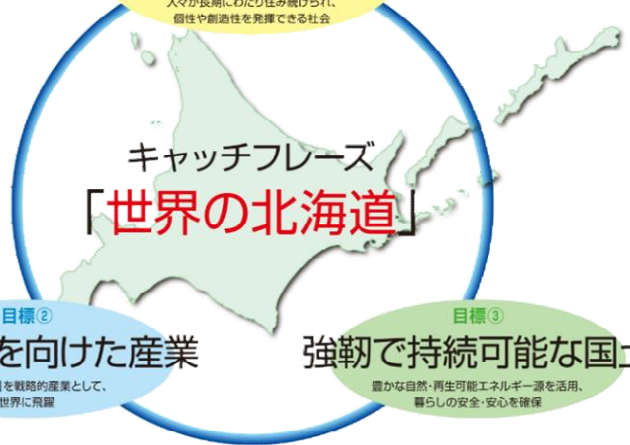 人々が長期にわたり住み続けられ、
個性や創造性を発揮できる社会
キャッチフレーズ
「世界の北海道」
目標②
を向けた産業
を戦略的産業として、
世界に飛躍
目標③
強靭で持続可能な国土
豊かな自然・再生可能エネルギー源を活用、
暮らしの安全・安心を確保